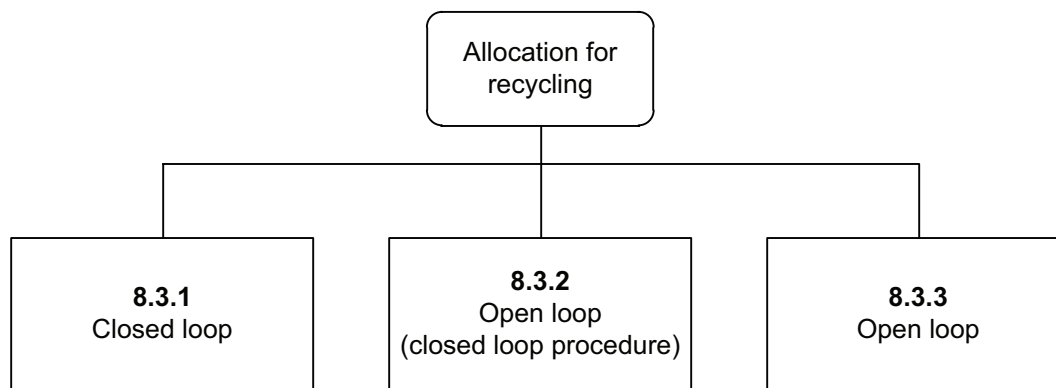 Allocation for
recycling
8.3.1
Closed loop
8.3.2
Open loop
(closed loop procedure)
8.3.3
Open loop